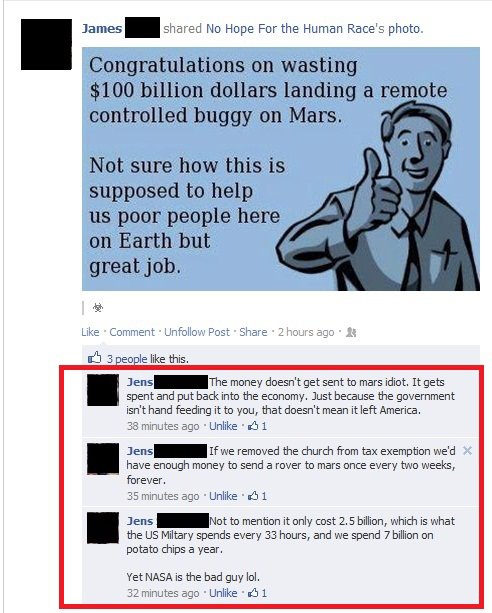 James shared No Hope For the Human Race's photo.
Congratulations on wasting
$100 billion dollars landing a remote
controlled buggy on Mars.
Not sure how this is
supposed to help
us poor people here
on Earth but
great job.
Like · Comment · Unfollow Post · Share · 2 hours ago ·
3 people like this.
Jens The money doesn't get sent to mars idiot. It gets
spent and put back into the economy. Just because the government
isn't hand feeding it to you, that doesn't mean it left America.
38 minutes ago · Unlike · 1
Jens If we removed the church from tax exemption we'd
have enough money to send a rover to mars once every two weeks,
forever.
35 minutes ago · Unlike · 1
Jens Not to mention it only cost 2.5 billion, which is what
the US Miltary spends every 33 hours, and we spend 7 billion on
potato chips a year.
Yet NASA is the bad guy lol.
32 minutes ago · Unlike · 1